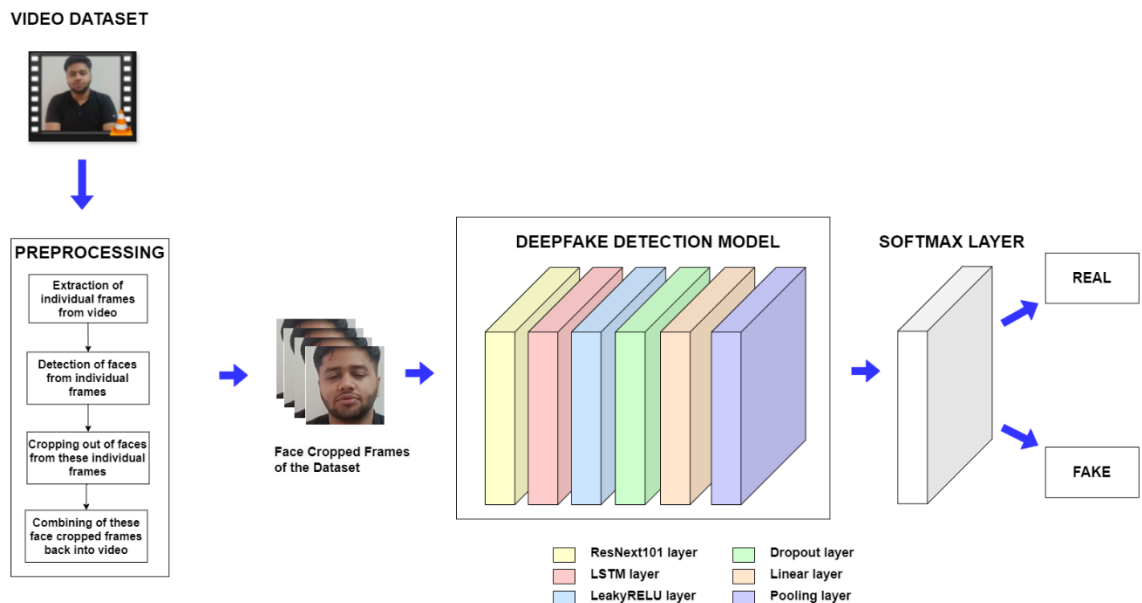 VIDEO DATASET
PREPROCESSING
Extraction of
individual frames
from video
Detection of faces
from individual
frames
Cropping out of faces
from these individual
frames
Combining of these
face cropped frames
back into video
Face Cropped Frames
of the Dataset
DEEPFAKE DETECTION MODEL
ResNext101 layer
LSTM layer
LeakyRELU layer
Dropout layer
Linear layer
Pooling layer
SOFTMAX LAYER
REAL
FAKE